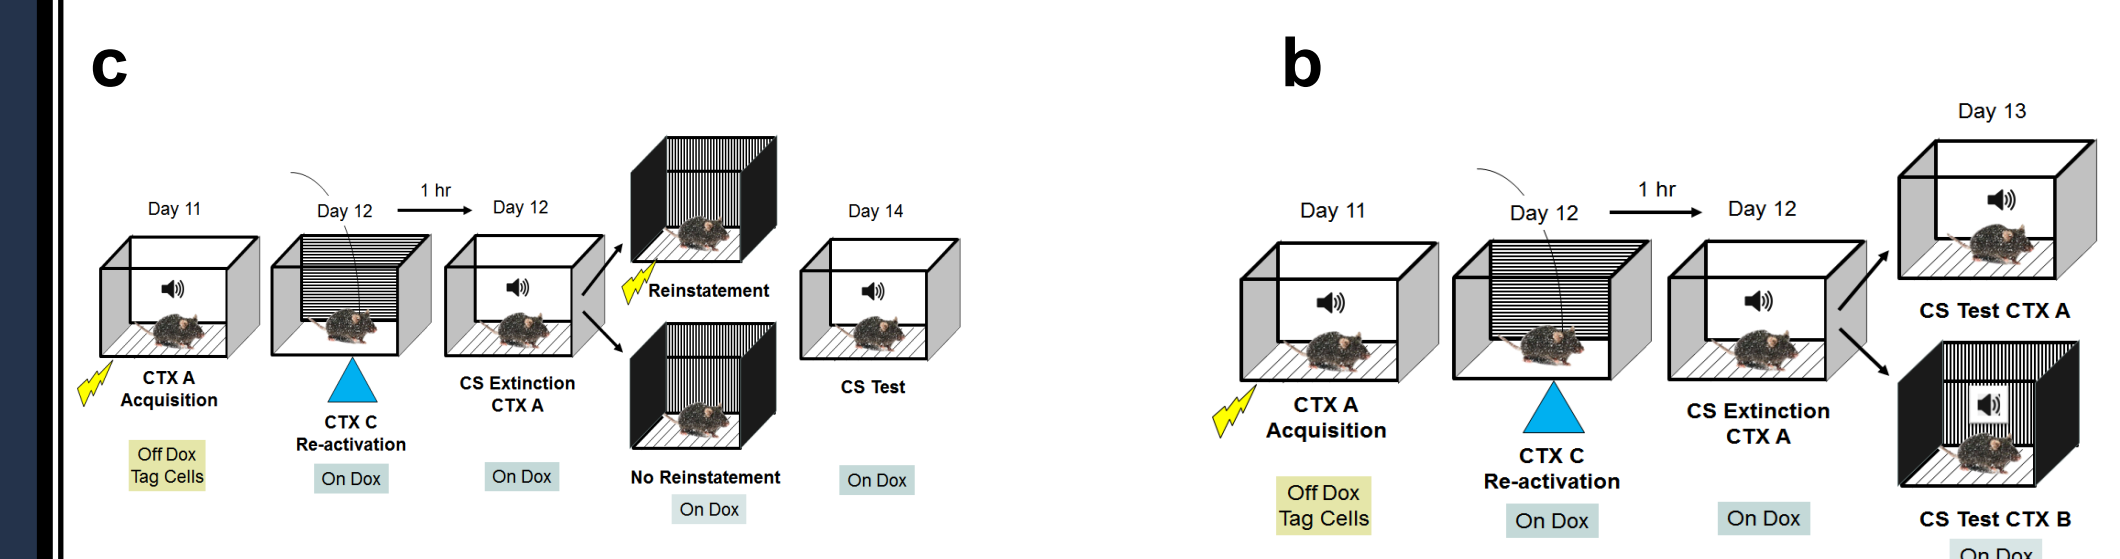 c
Day 11
Day 12
1 hr
Day 12
Day 14
CTX A
Acquisition
Off Dox
Tag Cells
CTX C
Re-activation
On Dox
CS Extinction
CTX A
On Dox
Reinstatement
No Reinstatement
On Dox
CS Test
On Dox
b
Day 11
Day 12
1 hr
Day 12
Day 13
CTX A
Acquisition
Off Dox
Tag Cells
CTX C
Re-activation
On Dox
CS Extinction
CTX A
On Dox
CS Test CTX A
CS Test CTX B
On Dox